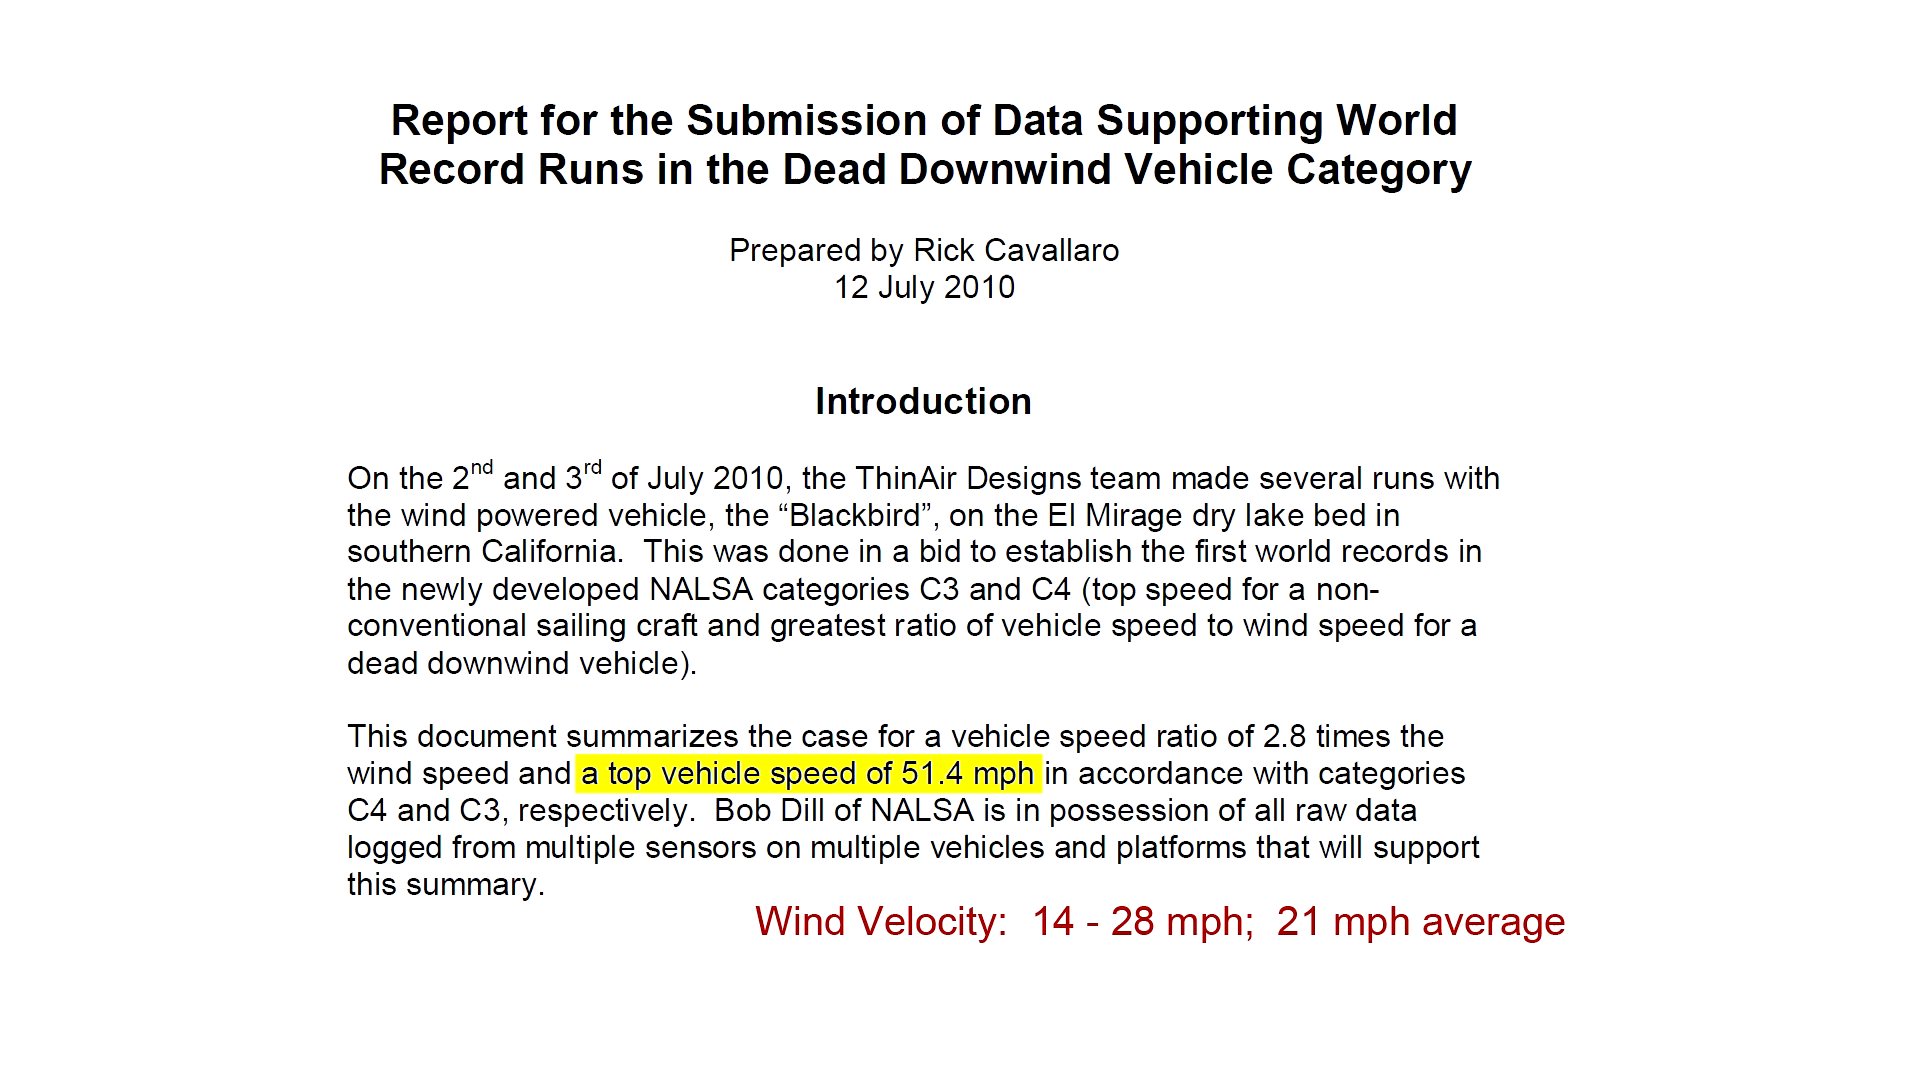 Report for the Submission of Data Supporting World
Record Runs in the Dead Downwind Vehicle Category
Prepared by Rick Cavallaro
12 July 2010
Introduction
On the 2nd and 3rd of July 2010, the ThinAir Designs team made several runs with
the wind powered vehicle, the “Blackbird”, on the El Mirage dry lake bed in
southern California.  This was done in a bid to establish the first world records in
the newly developed NALSA categories C3 and C4 (top speed for a non-
conventional sailing craft and greatest ratio of vehicle speed to wind speed for a
dead downwind vehicle).
This document summarizes the case for a vehicle speed ratio of 2.8 times the
wind speed and a top vehicle speed of 51.4 mph in accordance with categories
C4 and C3, respectively.  Bob Dill of NALSA is in possession of all raw data
logged from multiple sensors on multiple vehicles and platforms that will support
this summary.
Wind Velocity:  14 - 28 mph;  21 mph average